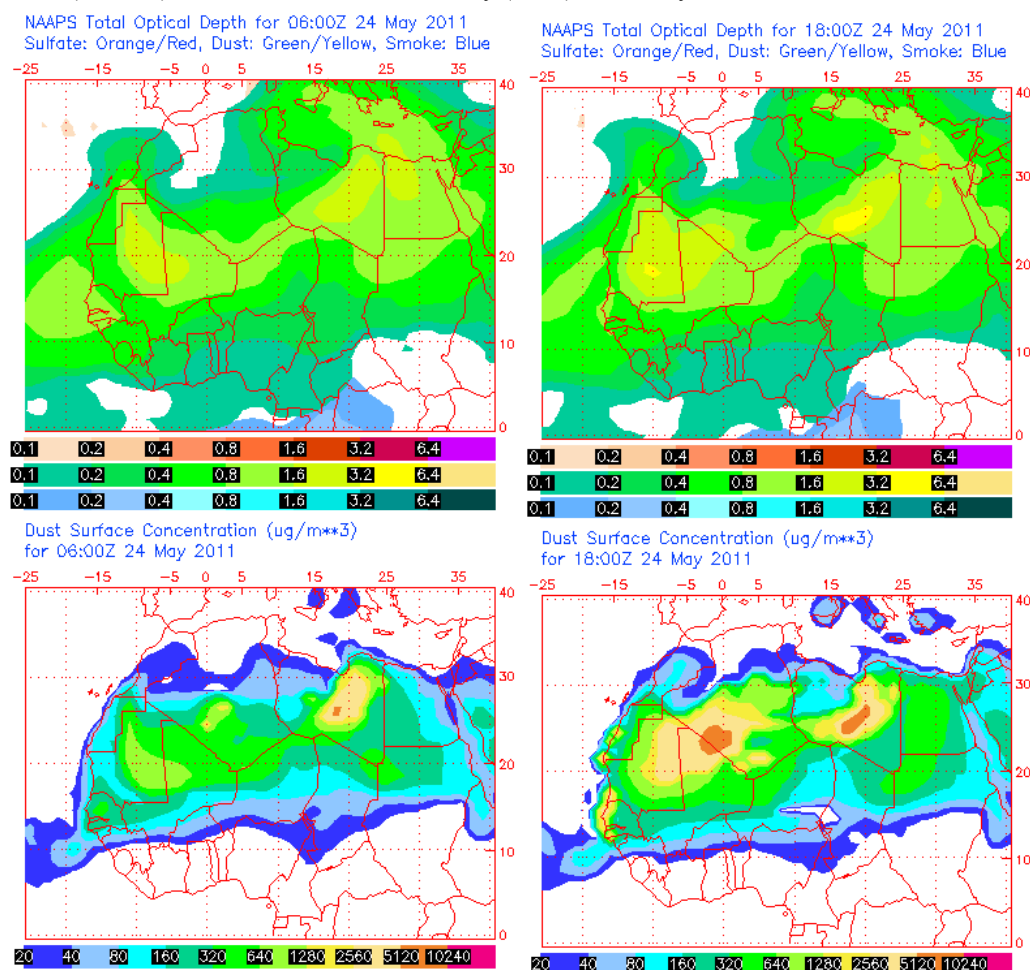 NAAPS Total Optical Depth for 06:00Z 24 May 2011
Sulfate: Orange/Red, Dust: Green/Yellow, Smoke: Blue
-25 -15 -5 0 5 15 25 35
40
30
20
10
0
0.1 0.2 0.4 0.8 1.6 3.2 6.4
0.1 0.2 0.4 0.8 1.6 3.2 6.4
0.1 0.2 0.4 0.8 1.6 3.2 6.4
NAAPS Total Optical Depth for 18:00Z 24 May 2011
Sulfate: Orange/Red, Dust: Green/Yellow, Smoke: Blue
-25 -15 -5 0 5 15 25 35
40
30
20
10
0
0.1 0.2 0.4 0.8 1.6 3.2 6.4
0.1 0.2 0.4 0.8 1.6 3.2 6.4
0.1 0.2 0.4 0.8 1.6 3.2 6.4
Dust Surface Concentration (ug/m**3)
for 06:00Z 24 May 2011
-25 -15 -5 0 5 15 25 35
40
30
20
10
0
20 40 80 160 320 640 1280 2560 5120 10240
Dust Surface Concentration (ug/m**3)
for 18:00Z 24 May 2011
-25 -15 -5 0 5 15 25 35
40
30
20
10
0
20 40 80 160 320 640 1280 2560 5120 10240